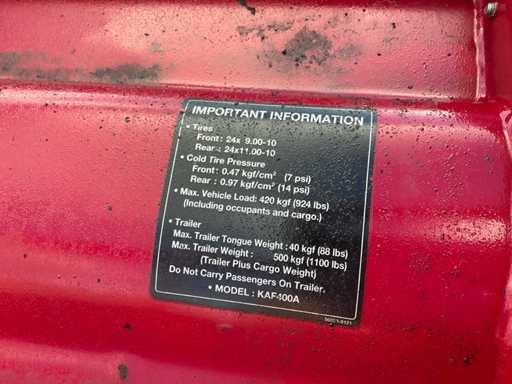 IMPORTANT INFORMATION
• Tires
Front: 24x 9.00-10
Rear : 24x11.00-10
• Cold Tire Pressure
Front: 0.47 kgf/cm² (7 psi)
Rear : 0.97 kgf/cm² (14 psi)
• Max. Vehicle Load: 420 kgf (924 lbs)
(Including occupants and cargo.)
• Trailer
Max. Trailer Tongue Weight : 40 kgf (88 lbs)
Max. Trailer Weight : 500 kgf (1100 lbs)
(Trailer Plus Cargo Weight)
Do Not Carry Passengers On Trailer.
• MODEL : KAF400A